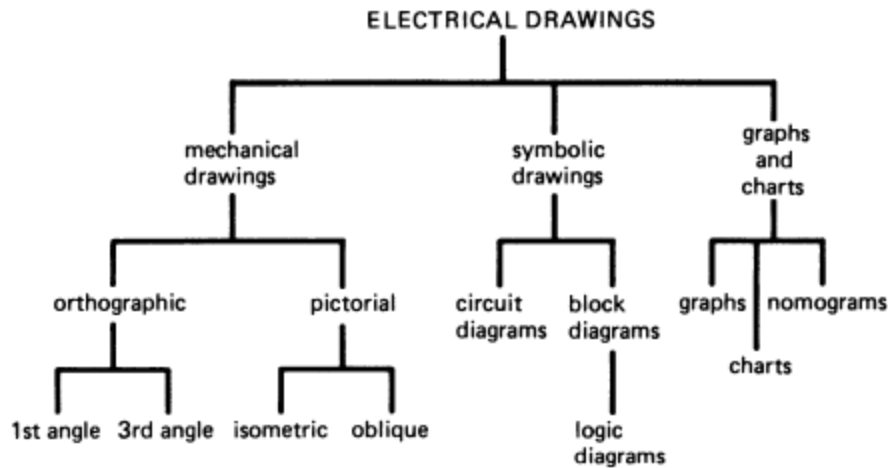 ELECTRICAL DRAWINGS
mechanical
drawings
symbolic
drawings
graphs
and
charts
orthographic
pictorial
circuit
diagrams
block
diagrams
graphs
nomograms
charts
1st angle
3rd angle
isometric
oblique
logic
diagrams